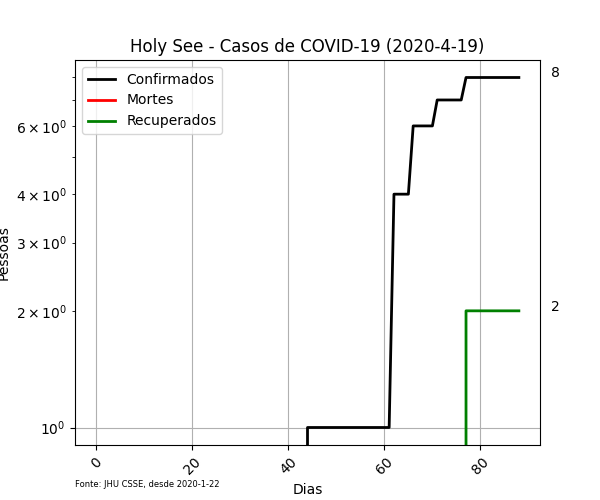 Holy See - Casos de COVID-19 (2020-4-19)
Confirmados
Mortes
Recuperados
8
2
6 × 10⁰
4 × 10⁰
3 × 10⁰
2 × 10⁰
10⁰
Pessoas
0
20
40
60
80
Fonte: JHU CSSE, desde 2020-1-22
Dias